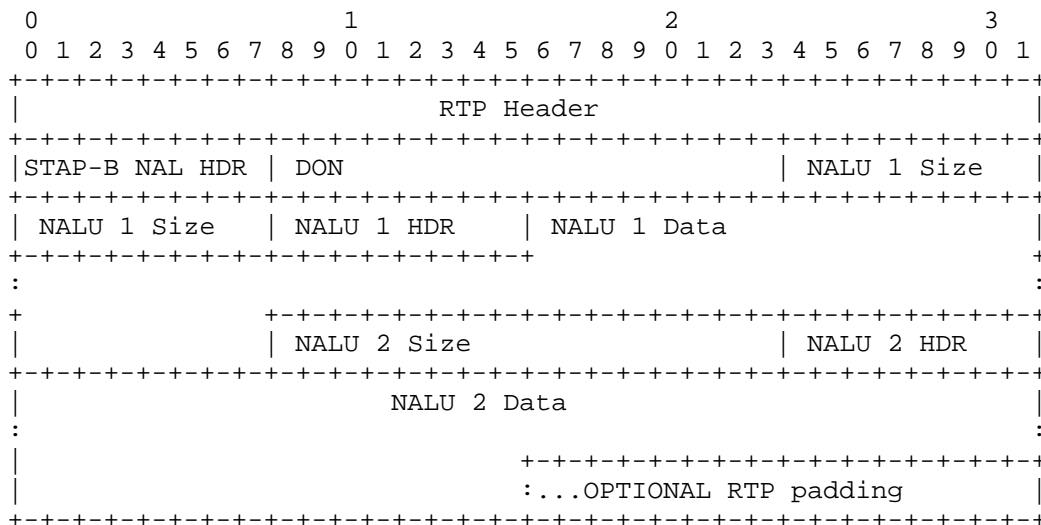 0                   1                   2                   3
 0 1 2 3 4 5 6 7 8 9 0 1 2 3 4 5 6 7 8 9 0 1 2 3 4 5 6 7 8 9 0 1
+-+-+-+-+-+-+-+-+-+-+-+-+-+-+-+-+-+-+-+-+-+-+-+-+-+-+-+-+-+-+-+-+
|                          RTP Header                           |
+-+-+-+-+-+-+-+-+-+-+-+-+-+-+-+-+-+-+-+-+-+-+-+-+-+-+-+-+-+-+-+-+
|STAP-B NAL HDR | DON                           | NALU 1 Size   |
+-+-+-+-+-+-+-+-+-+-+-+-+-+-+-+-+-+-+-+-+-+-+-+-+-+-+-+-+-+-+-+-+
| NALU 1 Size   | NALU 1 HDR    | NALU 1 Data                   |
+-+-+-+-+-+-+-+-+-+-+-+-+-+-+-+-+                               +
:                                                               :
+               +-+-+-+-+-+-+-+-+-+-+-+-+-+-+-+-+-+-+-+-+-+-+-+-+
|               | NALU 2 Size                   | NALU 2 HDR    |
+-+-+-+-+-+-+-+-+-+-+-+-+-+-+-+-+-+-+-+-+-+-+-+-+-+-+-+-+-+-+-+-+
|                       NALU 2 Data                             |
:                                                               :
|                               +-+-+-+-+-+-+-+-+-+-+-+-+-+-+-+-+
|                               :...OPTIONAL RTP padding        |
+-+-+-+-+-+-+-+-+-+-+-+-+-+-+-+-+-+-+-+-+-+-+-+-+-+-+-+-+-+-+-+-+